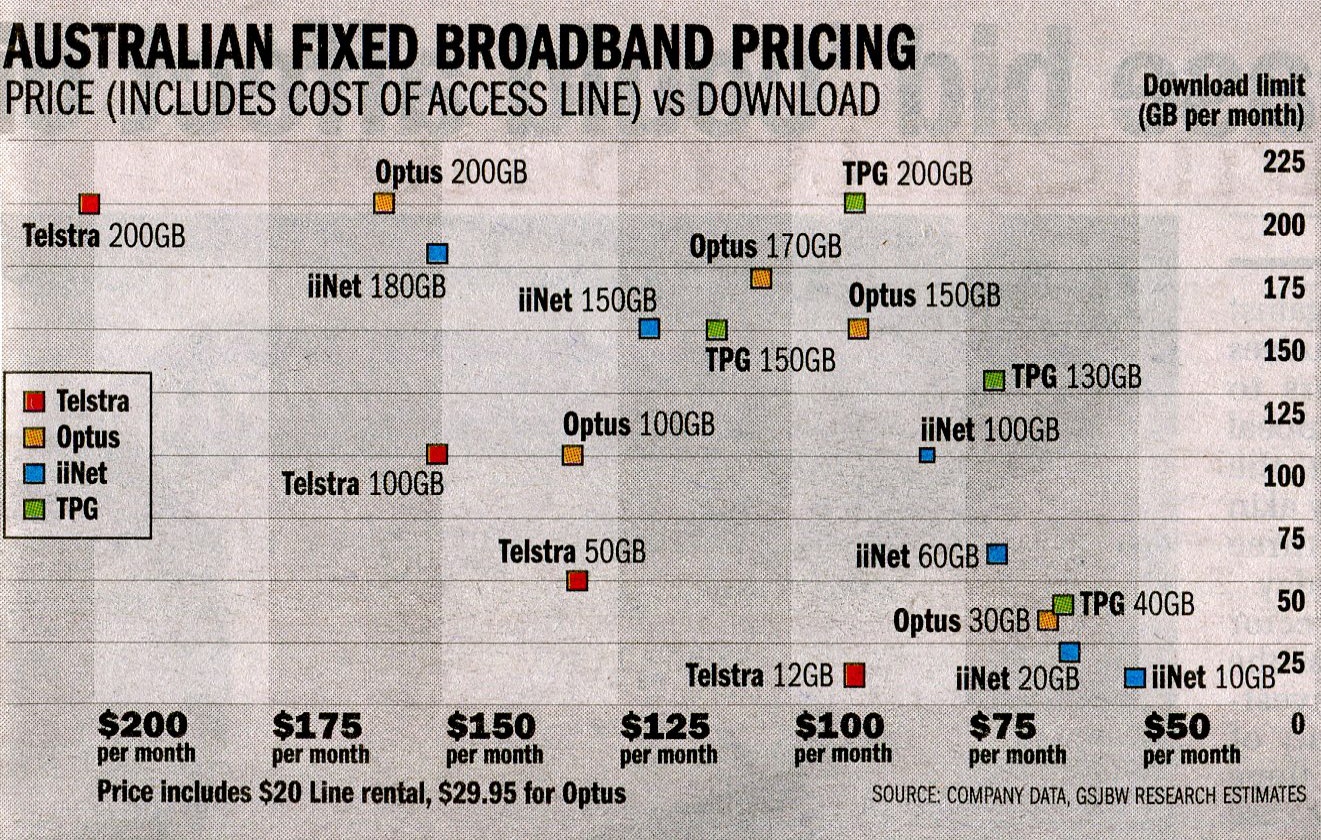 AUSTRALIAN FIXED BROADBAND PRICING
PRICE (INCLUDES COST OF ACCESS LINE) vs DOWNLOAD
Download limit
(GB per month)
225
Optus 200GB
TPG 200GB
Telstra 200GB
200
Optus 170GB
iiNet 180GB
175
iiNet 150GB
Optus 150GB
TPG 150GB
150
TPG 130GB
Telstra
Optus
iiNet
TPG
125
Optus 100GB
iiNet 100GB
Telstra 100GB
100
Telstra 50GB
75
iiNet 60GB
50
TPG 40GB
Optus 30GB
Telstra 12GB
iiNet 20GB
iiNet 10GB
25
0
$200
per month
$175
per month
$150
per month
$125
per month
$100
per month
$75
per month
$50
per month
Price includes $20 Line rental, $29.95 for Optus
SOURCE: COMPANY DATA, GSJBW RESEARCH ESTIMATES